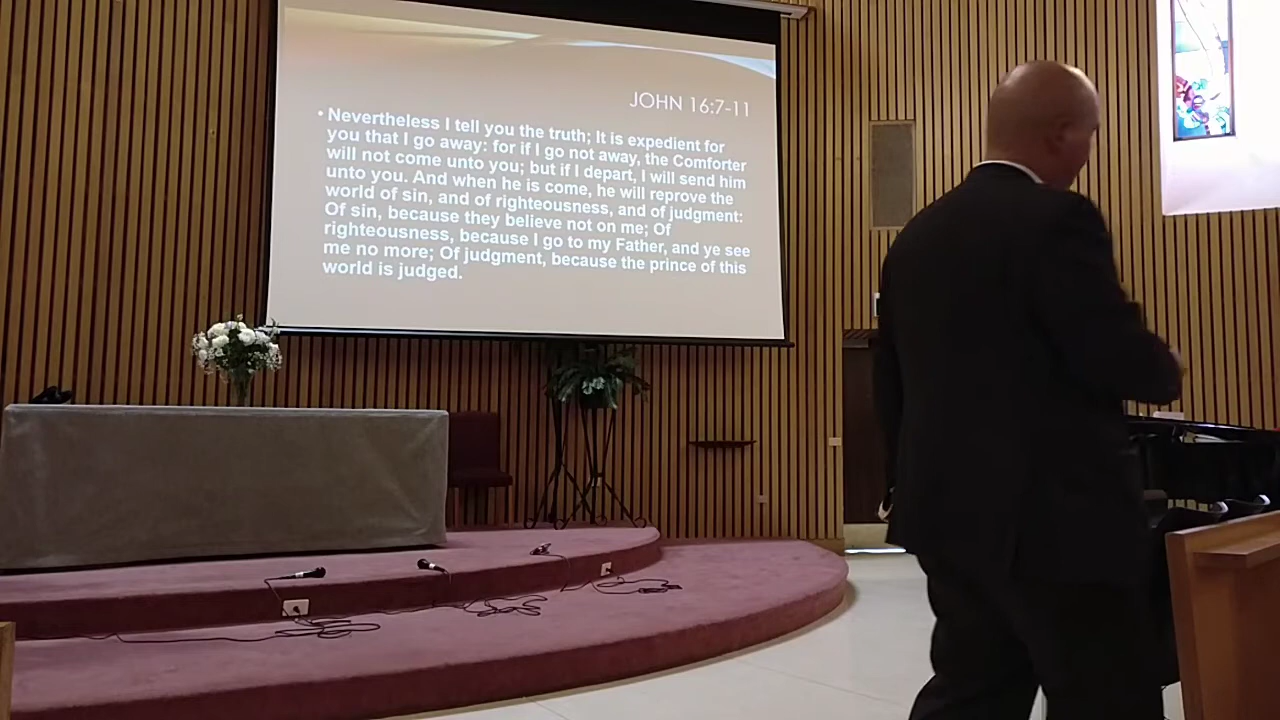 JOHN 16:7-11
• Nevertheless I tell you the truth; It is expedient for
you that I go away: for if I go not away, the Comforter
will not come unto you; but if I depart, I will send him
unto you. And when he is come, he will reprove the
world of sin, and of righteousness, and of judgment:
Of sin, because they believe not on me; Of
righteousness, because I go to my Father, and ye see
me no more; Of judgment, because the prince of this
world is judged.